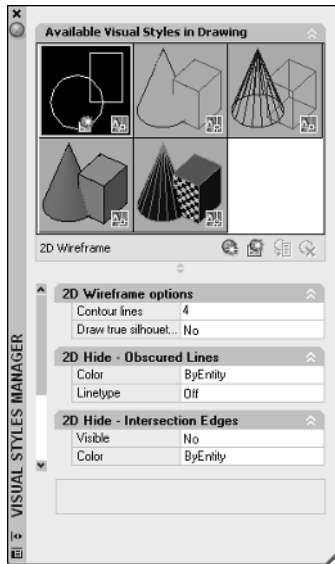 Available Visual Styles in Drawing
2D Wireframe
2D Wireframe options
Contour lines 4
Draw true silhouet... No
2D Hide - Obscured Lines
Color ByEntity
Linetype Off
2D Hide - Intersection Edges
Visible No
Color ByEntity
VISUAL STYLES MANAGER